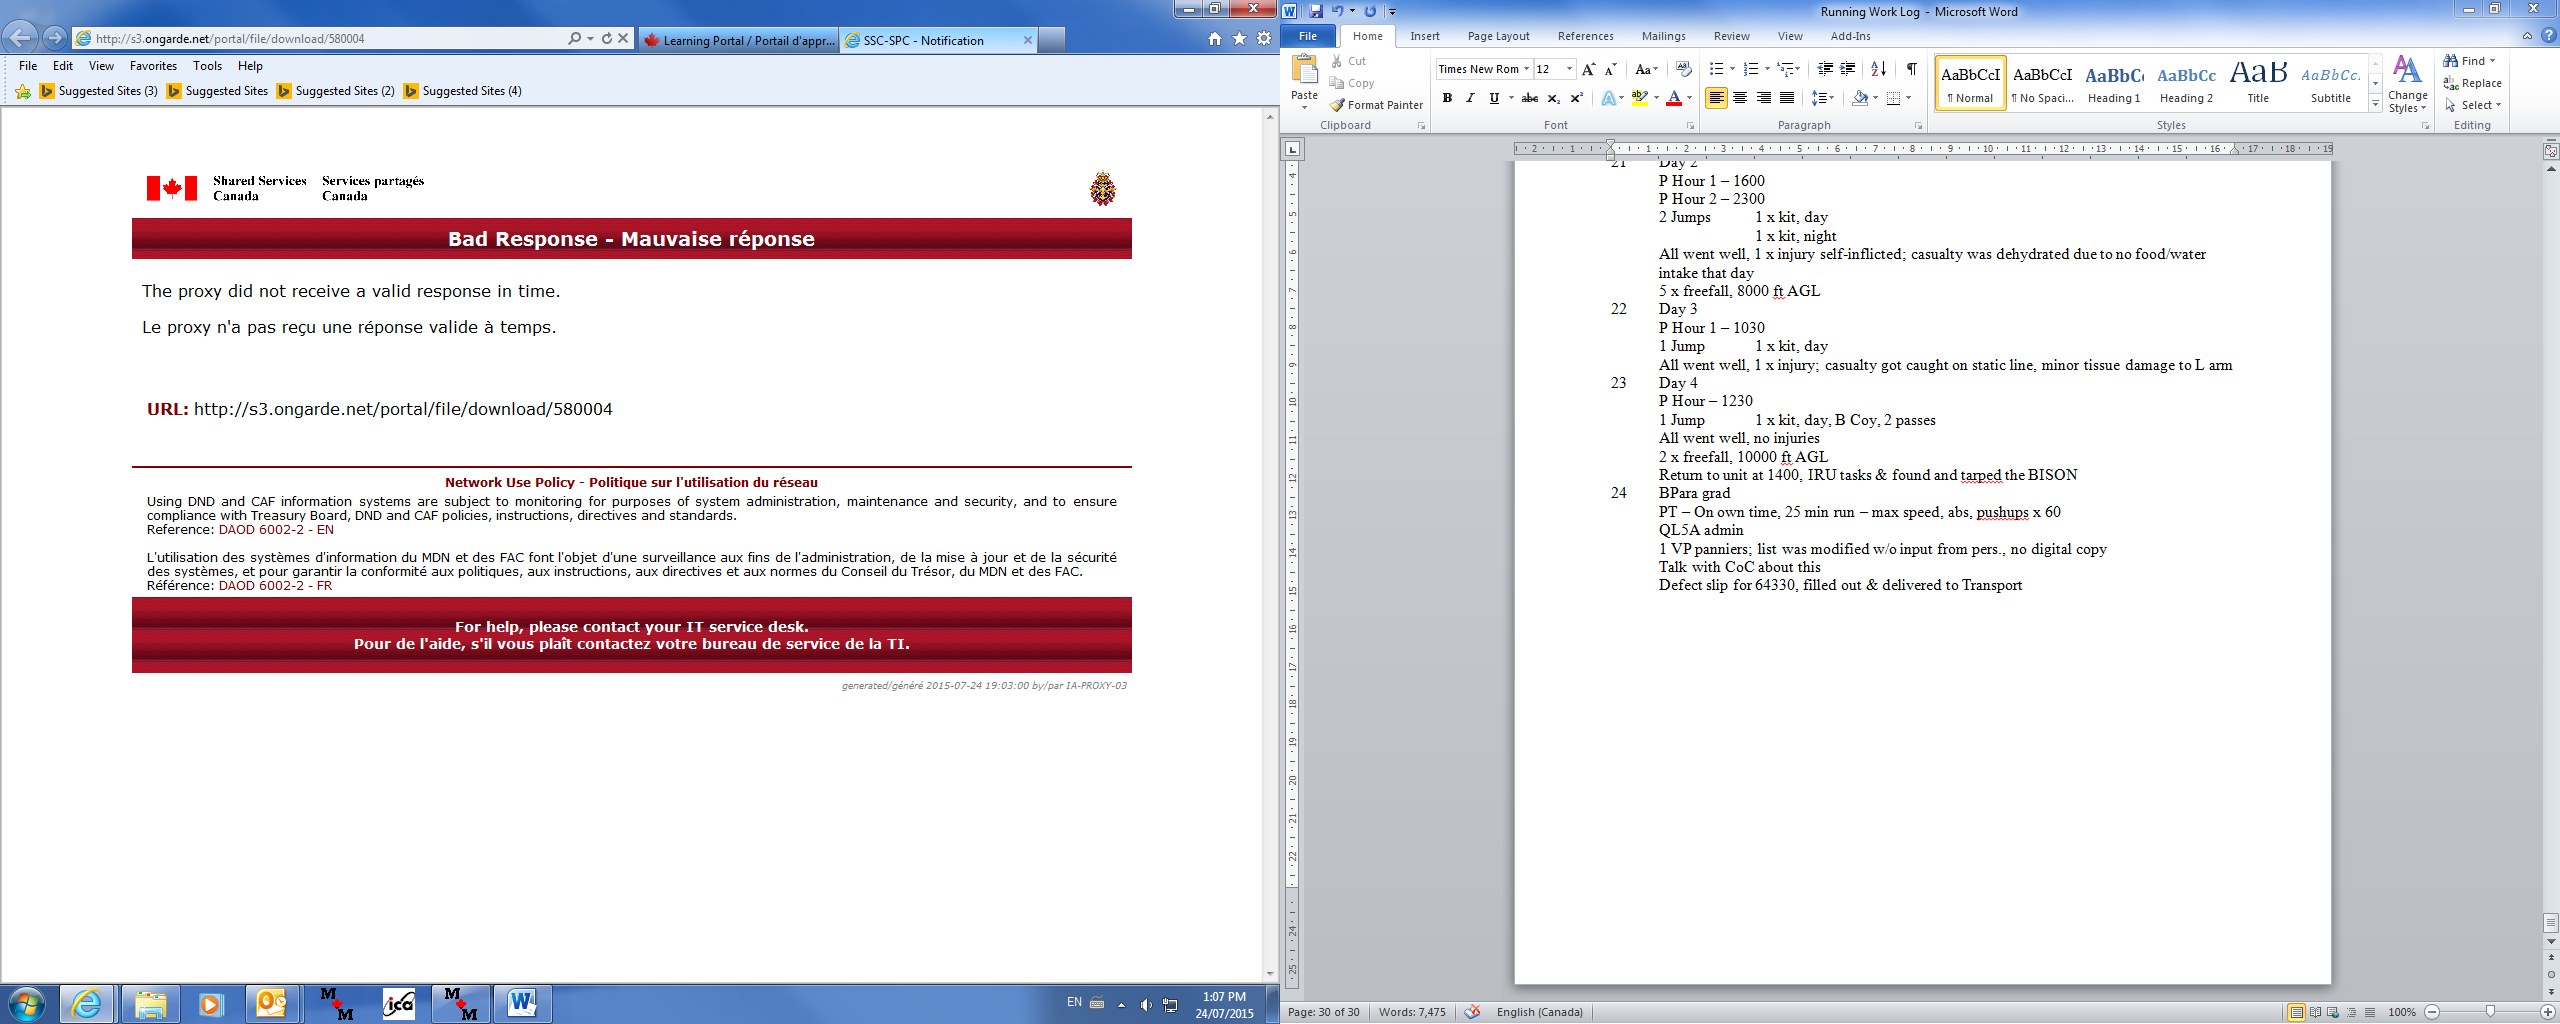 http://s3.ongarde.net/portal/file/download/580004
Learning Portal / Portail d'appr...
SSC-SPC - Notification
File Edit View Favorites Tools Help
Suggested Sites (3) Suggested Sites Suggested Sites (2) Suggested Sites (4)
Shared Services Canada
Services partagés Canada
Bad Response - Mauvaise réponse
The proxy did not receive a valid response in time.
Le proxy n'a pas reçu une réponse valide à temps.
URL: http://s3.ongarde.net/portal/file/download/580004
Network Use Policy - Politique sur l'utilisation du réseau
Using DND and CAF information systems are subject to monitoring for purposes of system administration, maintenance and security, and to ensure
compliance with Treasury Board, DND and CAF policies, instructions, directives and standards.
Reference: DAOD 6002-2 - EN
L'utilisation des systèmes d'information du MDN et des FAC font l'objet d'une surveillance aux fins de l'administration, de la mise à jour et de la sécurité
des systèmes, et pour garantir la conformité aux politiques, aux instructions, aux directives et aux normes du Conseil du Trésor, du MDN et des FAC.
Référence: DAOD 6002-2 - FR
For help, please contact your IT service desk.
Pour de l'aide, s'il vous plaît contactez votre bureau de service de la TI.
generated/généré 2015-07-24 19:03:00 by/par IA-PROXY-03
EN
1:07 PM
24/07/2015
Running Work Log - Microsoft Word
File Home Insert Page Layout References Mailings Review View Add-Ins
Paste
Cut
Copy
Format Painter
Clipboard
Times New Rom 12
Font
Paragraph
AaBbCcI AaBbCcI AaBbC AaBbCc AaB AaBbCc.
¶ Normal ¶ No Spaci... Heading 1 Heading 2 Title Subtitle
Change Styles
Styles
Find
Replace
Select
Editing
21 Day 2
P Hour 1 – 1600
P Hour 2 – 2300
2 Jumps 1 x kit, day
1 x kit, night
All went well, 1 x injury self-inflicted; casualty was dehydrated due to no food/water
intake that day
5 x freefall, 8000 ft AGL
22 Day 3
P Hour 1 – 1030
1 Jump 1 x kit, day
All went well, 1 x injury; casualty got caught on static line, minor tissue damage to L arm
23 Day 4
P Hour – 1230
1 Jump 1 x kit, day, B Coy, 2 passes
All went well, no injuries
2 x freefall, 10000 ft AGL
Return to unit at 1400, IRU tasks & found and tarped the BISON
24 BPara grad
PT – On own time, 25 min run – max speed, abs, pushups x 60
QL5A admin
1 VP panniers; list was modified w/o input from pers., no digital copy
Talk with CoC about this
Defect slip for 64330, filled out & delivered to Transport
Page: 30 of 30 Words: 7,475 English (Canada) 100%